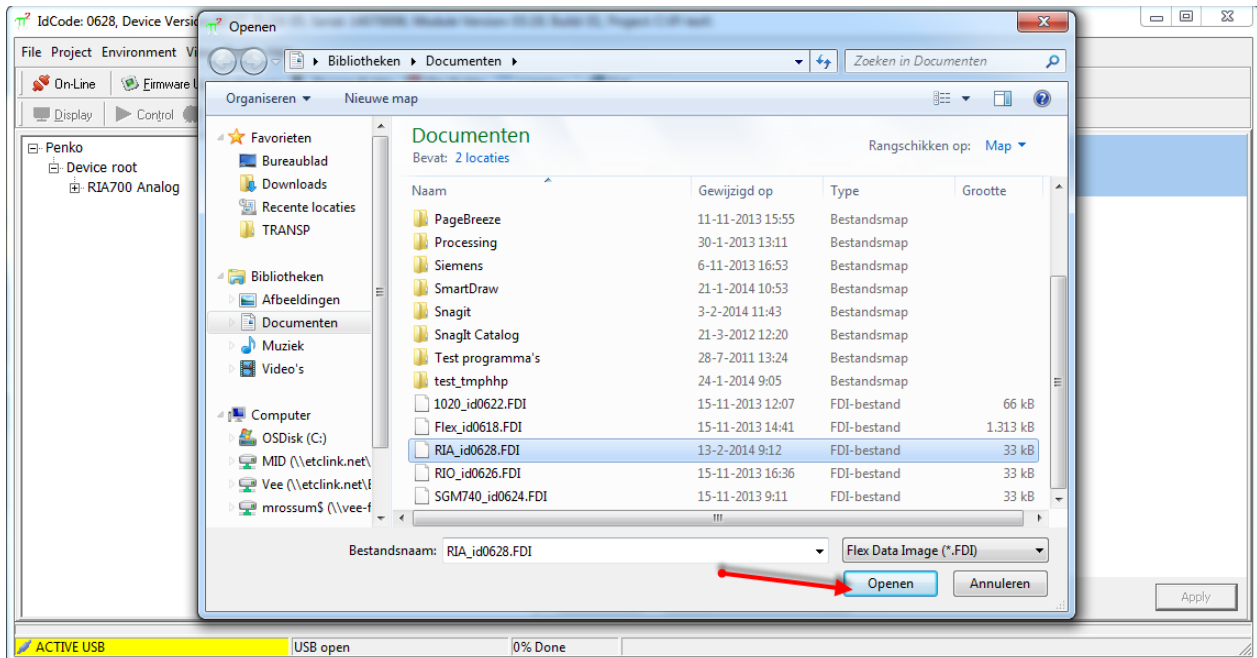 π² IdCode: 0628, Device Versi
π² Openen
File Project Environment Vi
Bibliotheken Documenten
Zoeken in Documenten
On-Line Firmware U
Organiseren Nieuwe map
Display Control
Favorieten
Bureaublad
Downloads
Recente locaties
TRANSP
Bibliotheken
Afbeeldingen
Documenten
Muziek
Video's
Computer
OSDisk (C:)
MID (\\etclink.net\
Vee (\\etclink.net\E
mrossum$ (\\vee-f
Penko
Device root
RIA700 Analog
Documenten
Bevat: 2 locaties
Rangschikken op: Map
Naam Gewijzigd op Type Grootte
PageBreeze 11-11-2013 15:55 Bestandsmap
Processing 30-1-2013 13:11 Bestandsmap
Siemens 6-11-2013 16:53 Bestandsmap
SmartDraw 21-1-2014 10:53 Bestandsmap
Snagit 3-2-2014 11:43 Bestandsmap
SnagIt Catalog 21-3-2012 12:20 Bestandsmap
Test programma's 28-7-2011 13:24 Bestandsmap
test_tmphhp 24-1-2014 9:05 Bestandsmap
1020_id0622.FDI 15-11-2013 12:07 FDI-bestand 66 kB
Flex_id0618.FDI 15-11-2013 14:41 FDI-bestand 1.313 kB
RIA_id0628.FDI 13-2-2014 9:12 FDI-bestand 33 kB
RIO_id0626.FDI 15-11-2013 16:36 FDI-bestand 33 kB
SGM740_id0624.FDI 15-11-2013 9:11 FDI-bestand 33 kB
Bestandsnaam: RIA_id0628.FDI Flex Data Image (*.FDI)
Openen Annuleren
Apply
ACTIVE USB USB open 0% Done